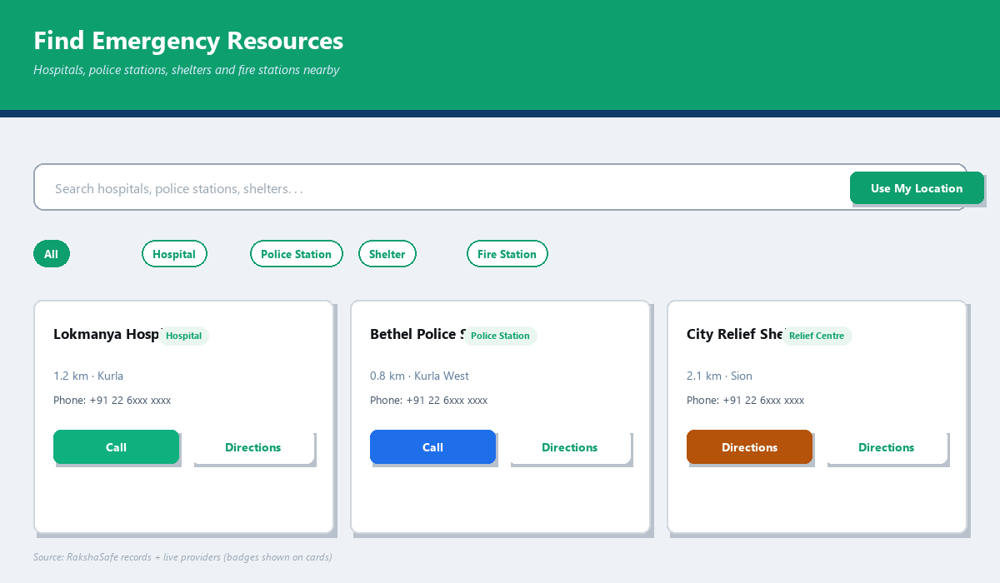 Find Emergency Resources
Hospitals, police stations, shelters and fire stations nearby
Search hospitals, police stations, shelters. . .
Use My Location
All
Hospital
Police Station
Shelter
Fire Station
Lokmanya Hosp
Hospital
1.2 km · Kurla
Phone: +91 22 6xxx xxxx
Call
Directions
Bethel Police S
Police Station
0.8 km · Kurla West
Phone: +91 22 6xxx xxxx
Call
Directions
City Relief She
Relief Centre
2.1 km · Sion
Phone: +91 22 6xxx xxxx
Directions
Directions
Source: RakshaSafe records + live providers (badges shown on cards)